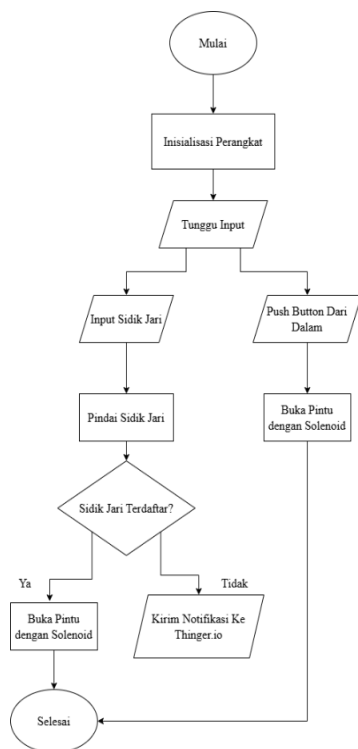 Mulai
Inisialisasi Perangkat
Tunggu Input
Input Sidik Jari
Push Button Dari
Dalam
Pindai Sidik Jari
Buka Pintu
dengan Solenoid
Sidik Jari Terdaftar?
Ya
Tidak
Buka Pintu
dengan Solenoid
Kirim Notifikasi Ke
Thinger.io
Selesai